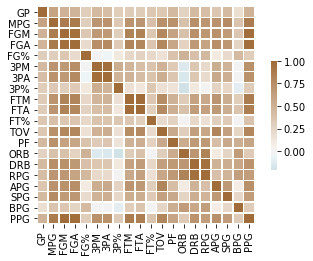 GP
MPG
FGM
FGA
FG%
3PM
3PA
3P%
FTM
FTA
FT%
TOV
PF
ORB
DRB
RPG
APG
SPG
BPG
PPG
1.00
0.75
0.50
0.25
0.00
GP
MPG
FGM
FGA
FG%
3PM
3PA
3P%
FTM
FTA
FT%
TOV
PF
ORB
DRB
RPG
APG
SPG
BPG
PPG